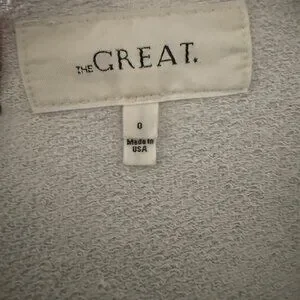 THE GREAT.
0
Made in
USA